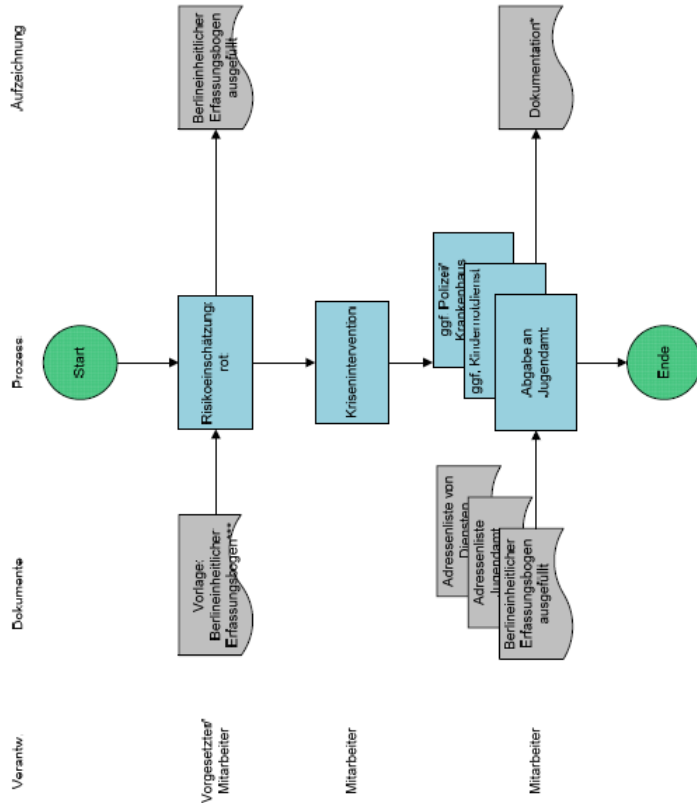 Verantw.
Dokumente
Prozess
Aufzeichnung
Start
Vorgesetzter/
Mitarbeiter
Vorlage:
Berlineinheitlicher
Erfassungsbogen***
Risikoeinschätzung:
rot
Berlineinheitlicher
Erfassungsbogen
ausgefüllt
Mitarbeiter
Krisenintervention
Mitarbeiter
Adressenliste von
Diensten
Adressenliste
Jugendamt
Berlineinheitlicher
Erfassungsbogen
ausgefüllt
ggf Polizei/
Krankenhaus
ggf, Kindernotdienst
Abgabe an
Jugendamt
Dokumentation*
Ende